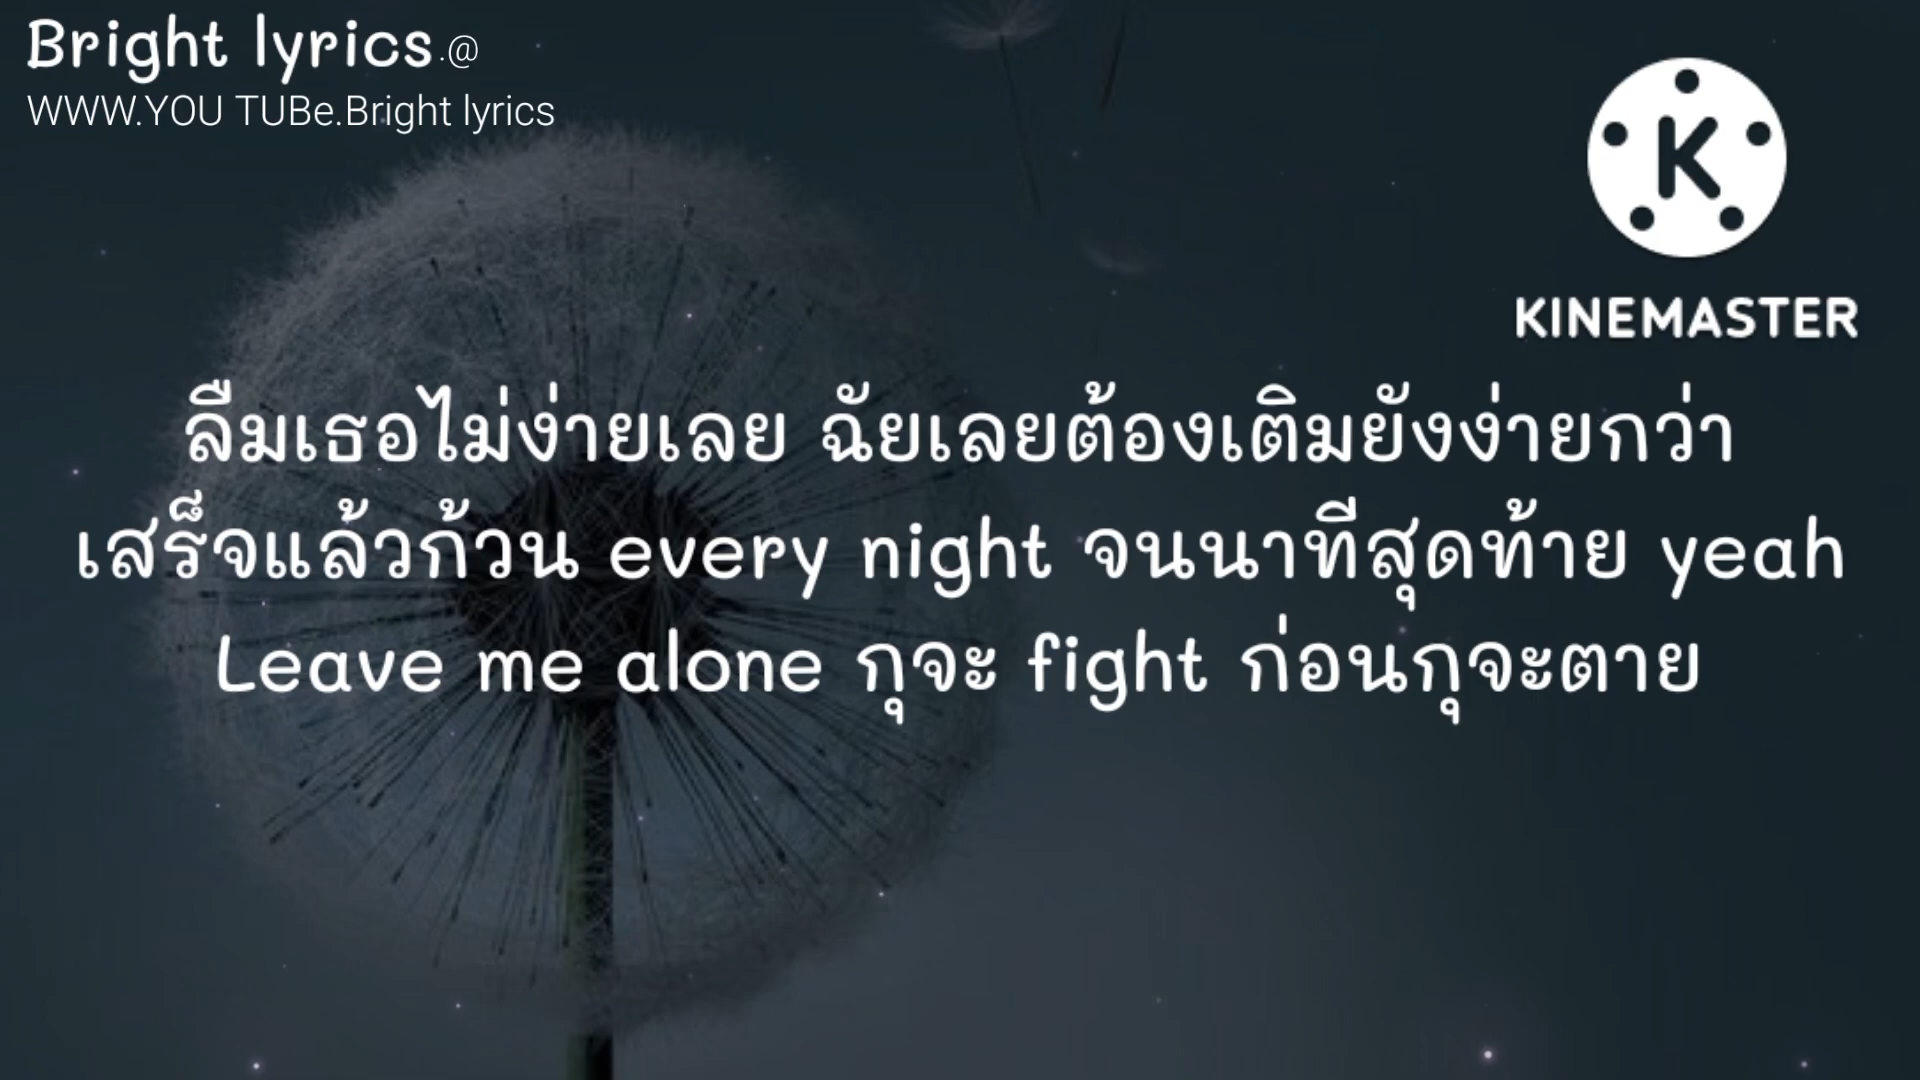 Bright lyrics.@
WWW.YOU TUBe.Bright lyrics
K
KINEMASTER
ลืมเธอไม่ง่ายเลย ฉัยเลยต้องเติมยังง่ายกว่า
เสร็จแล้วก้วน every night จนนาทีสุดท้าย yeah
Leave me alone กุจะ fight ก่อนกุจะตาย